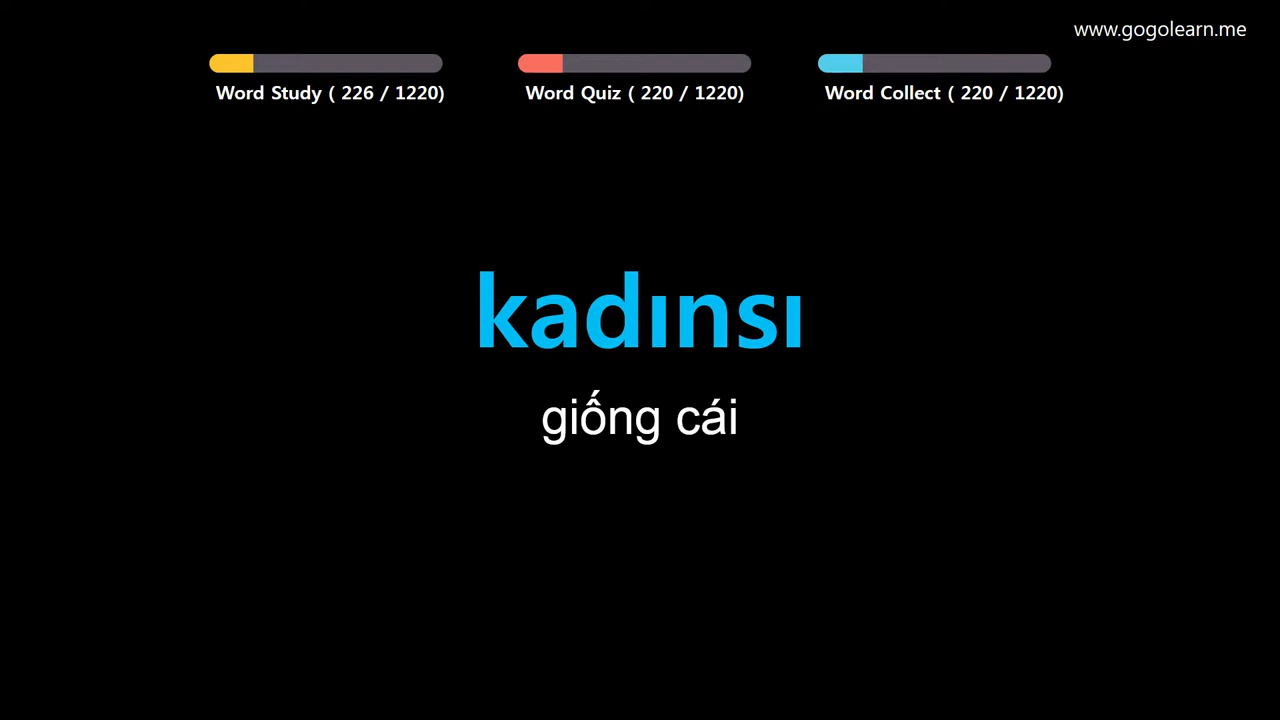 www.gogolearn.me
Word Study ( 226 / 1220)
Word Quiz ( 220 / 1220)
Word Collect ( 220 / 1220)
kadınsı
giống cái